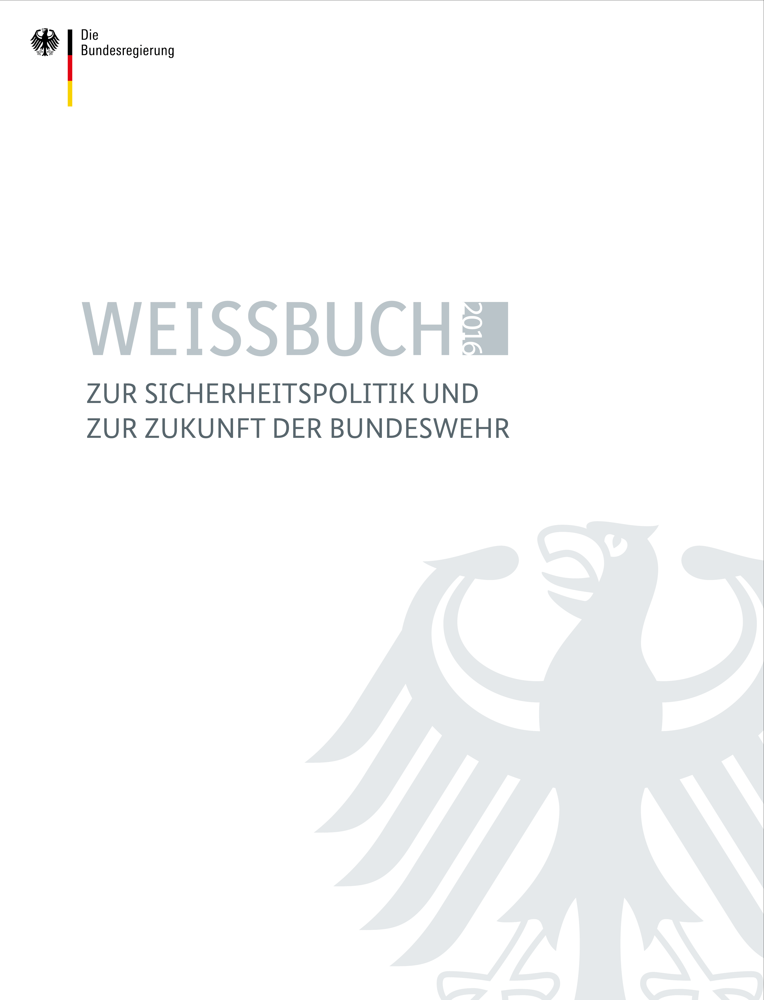 Die
Bundesregierung
WEISSBUCH 2016
ZUR SICHERHEITSPOLITIK UND
ZUR ZUKUNFT DER BUNDESWEHR